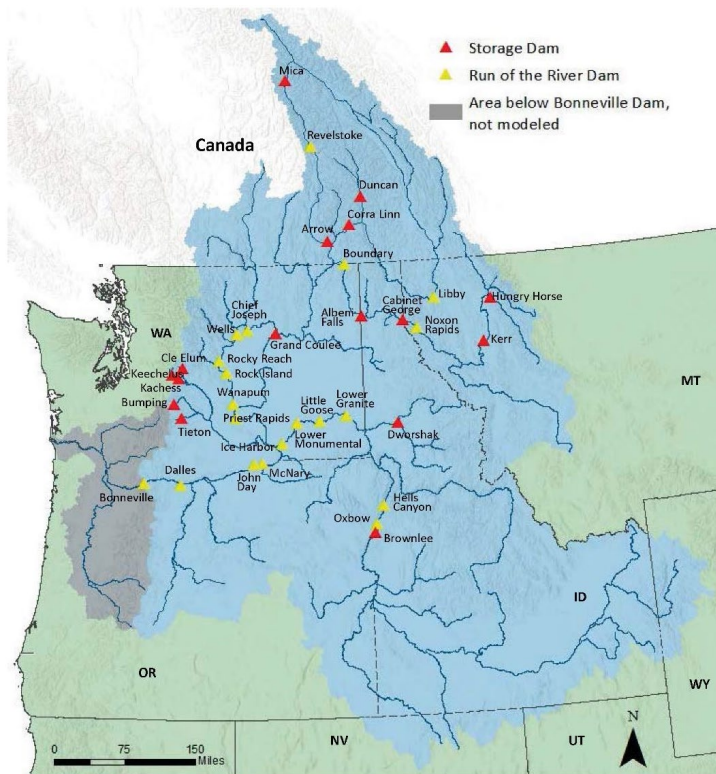 Mica
Storage Dam
Run of the River Dam
Area below Bonneville Dam,
not modeled
Canada
Revelstoke
Duncan
Corra Linn
Arrow
Boundary
Chief
Joseph
Wells
WA
Grand Coulee
Albem
Falls
Cabinet
George
Libby
Noxon
Rapids
Hungry Horse
Kerr
MT
Cle Elum
Keechelus
Kachess
Bumping
Tieton
Rocky Reach
Rock Island
Wanapum
Priest Rapids
Little
Goose
Lower
Granite
Lower
Monumental
Ice Harbor
Dworshak
Dalles
Bonneville
John
Day
McNary
Hells
Canyon
Oxbow
Brownlee
ID
OR
WY
NV
UT
N
0 75 150
Miles